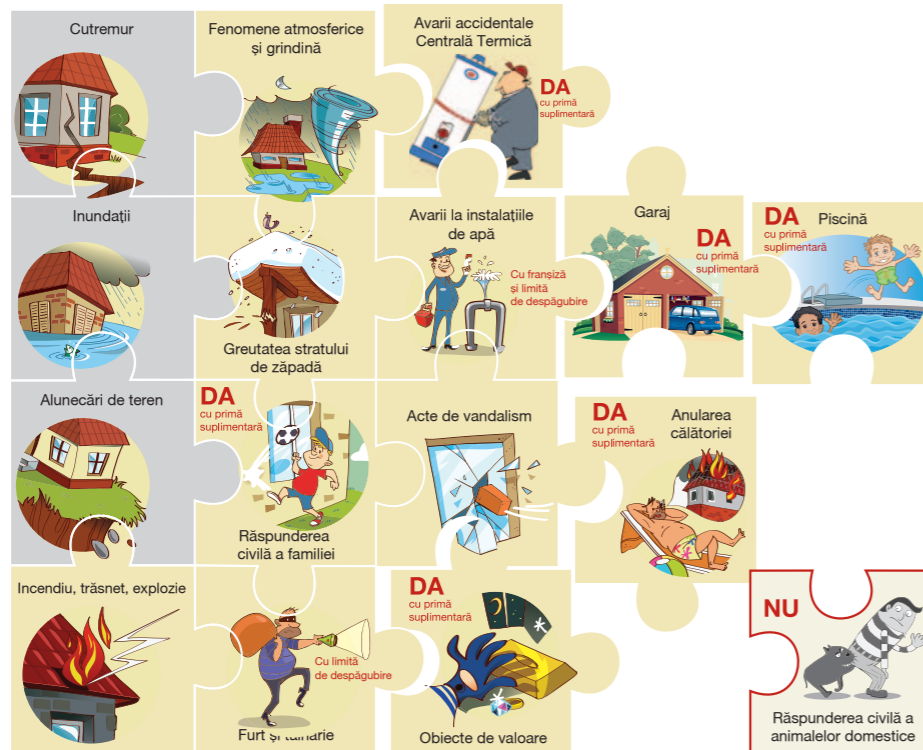 Cutremur
Fenomene atmosferice
și grindină
Avarii accidentale
Centrală Termică
DA
cu primă
suplimentară
Inundații
Greutatea stratului
de zăpadă
Avarii la instalațiile
de apă
Cu franșiză
și limită
de despăgubire
Garaj
DA
cu primă
suplimentară
DA
cu primă
suplimentară
Piscină
Alunecări de teren
DA
cu primă
suplimentară
Răspunderea
civilă a familiei
Acte de vandalism
DA
cu primă
suplimentară
Anularea
călătoriei
Incendiu, trăsnet, explozie
Cu limită
de despăgubire
Furt și
DA
cu primă
suplimentară
Obiecte de valoare
NU
Răspunderea civilă a
animalelor domestice